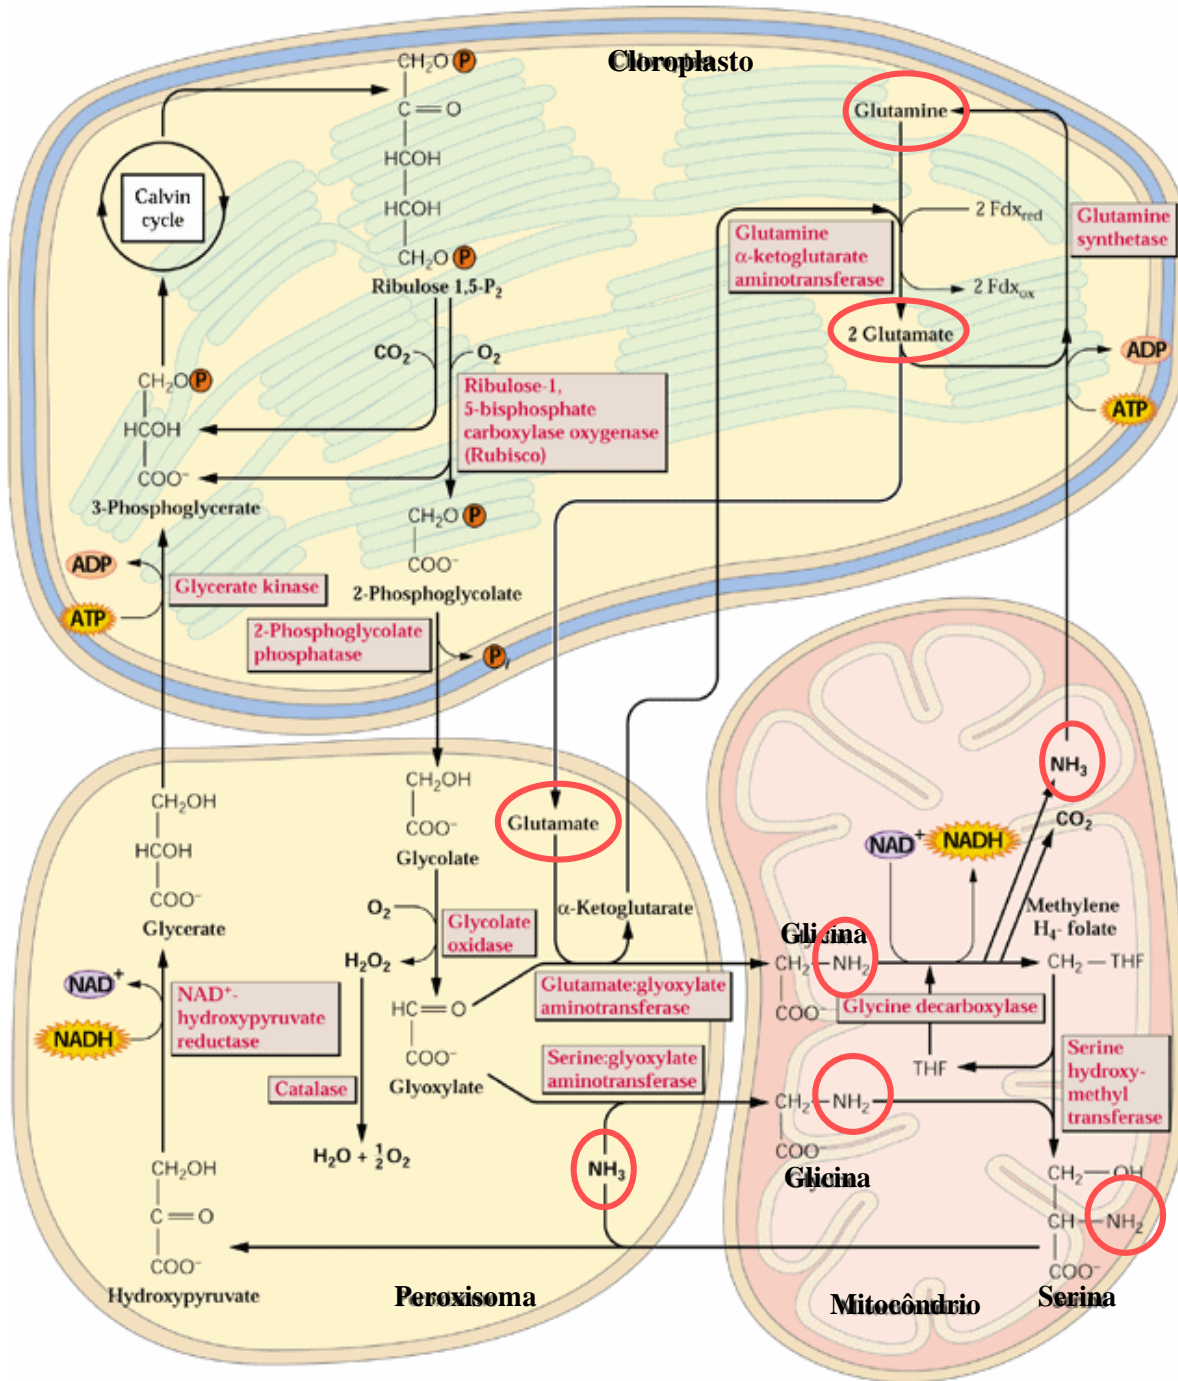 Cloroplasto
CH₂O P
C=O
HCOH
HCOH
CH₂O P
Ribulose 1,5-P₂
Calvin
cycle
CO₂
O₂
Ribulose-1,
5-bisphosphate
carboxylase oxygenase
(Rubisco)
CH₂O P
HCOH
COO⁻
3-Phosphoglycerate
CH₂O P
COO⁻
2-Phosphoglycolate
ADP
ATP
Glycerate kinase
2-Phosphoglycolate
phosphatase
Pᵢ
Glutamine
2 Fdx_red
Glutamine
α-ketoglutarate
aminotransferase
2 Fdx_ox
2 Glutamate
Glutamine
synthetase
ADP
ATP
CH₂OH
HCOH
COO⁻
Glycerate
NAD⁺
NADH
NAD⁺-
hydroxypyruvate
reductase
CH₂OH
C=O
COO⁻
Hydroxypyruvate
CH₂OH
COO⁻
Glycolate
O₂
Glycolate
oxidase
H₂O₂
HC=O
COO⁻
Glyoxylate
Catalase
H₂O + ½O₂
Glutamate
α-Ketoglutarate
Glutamate:glyoxylate
aminotransferase
Serine:glyoxylate
aminotransferase
NH₃
Peroxisoma
NH₃
CO₂
NAD⁺
NADH
Methylene
H₄- folate
Glicina
CH₂—NH₂
COO⁻
Glycine decarboxylase
CH₂—THF
THF
Serine
hydroxy-
methyl
transferase
CH₂—NH₂
COO
Glicina
CH₂—OH
CH—NH₂
COO⁻
Serina
Mitocôndrio